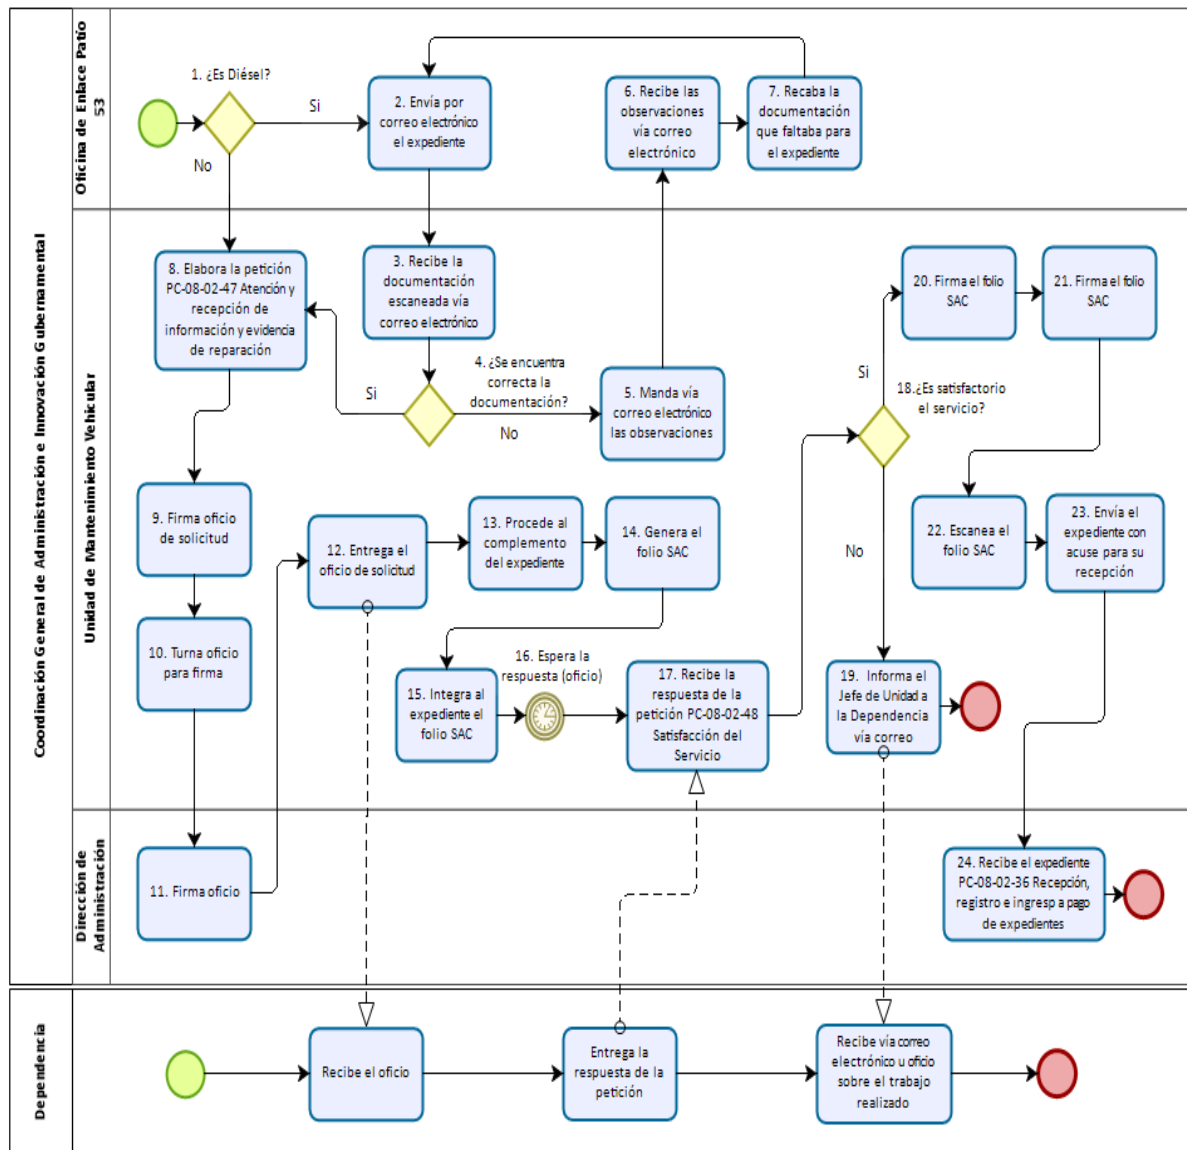 Coordinación General de Administración e Innovación Gubernamental
Oficina de Enlace Patio
53
1. ¿Es Diésel?
Si
No
2. Envía por
correo electrónico
el expediente
6. Recibe las
observaciones
vía correo
electrónico
7. Recaba la
documentación
que faltaba para
el expediente
Unidad de Mantenimiento Vehicular
8. Elabora la petición
PC-08-02-47 Atención y
recepción de
información y evidencia
de reparación
3. Recibe la
documentación
escaneada vía
correo electrónico
4. ¿Se encuentra
correcta la
documentación?
Si
No
5. Manda vía
correo electrónico
las observaciones
20. Firma el folio
SAC
21. Firma el folio
SAC
Si
18.¿Es satisfactorio
el servicio?
No
9. Firma oficio
de solicitud
12. Entrega el
oficio de solicitud
13. Procede al
complemento
del expediente
14. Genera el
folio SAC
22. Escanea el
folio SAC
23. Envía el
expediente con
acuse para su
recepción
10. Turna oficio
para firma
15. Integra al
expediente el
folio SAC
16. Espera la
respuesta (oficio)
17. Recibe la
respuesta de la
petición PC-08-02-48
Satisfacción del
Servicio
19. Informa el
Jefe de Unidad a
la Dependencia
vía correo
Dirección de
Administración
11. Firma oficio
24. Recibe el expediente
PC-08-02-36 Recepción,
registro e ingresp a pago
de expedientes
Dependencia
Recibe el oficio
Entrega la
respuesta de la
petición
Recibe vía correo
electrónico u oficio
sobre el trabajo
realizado